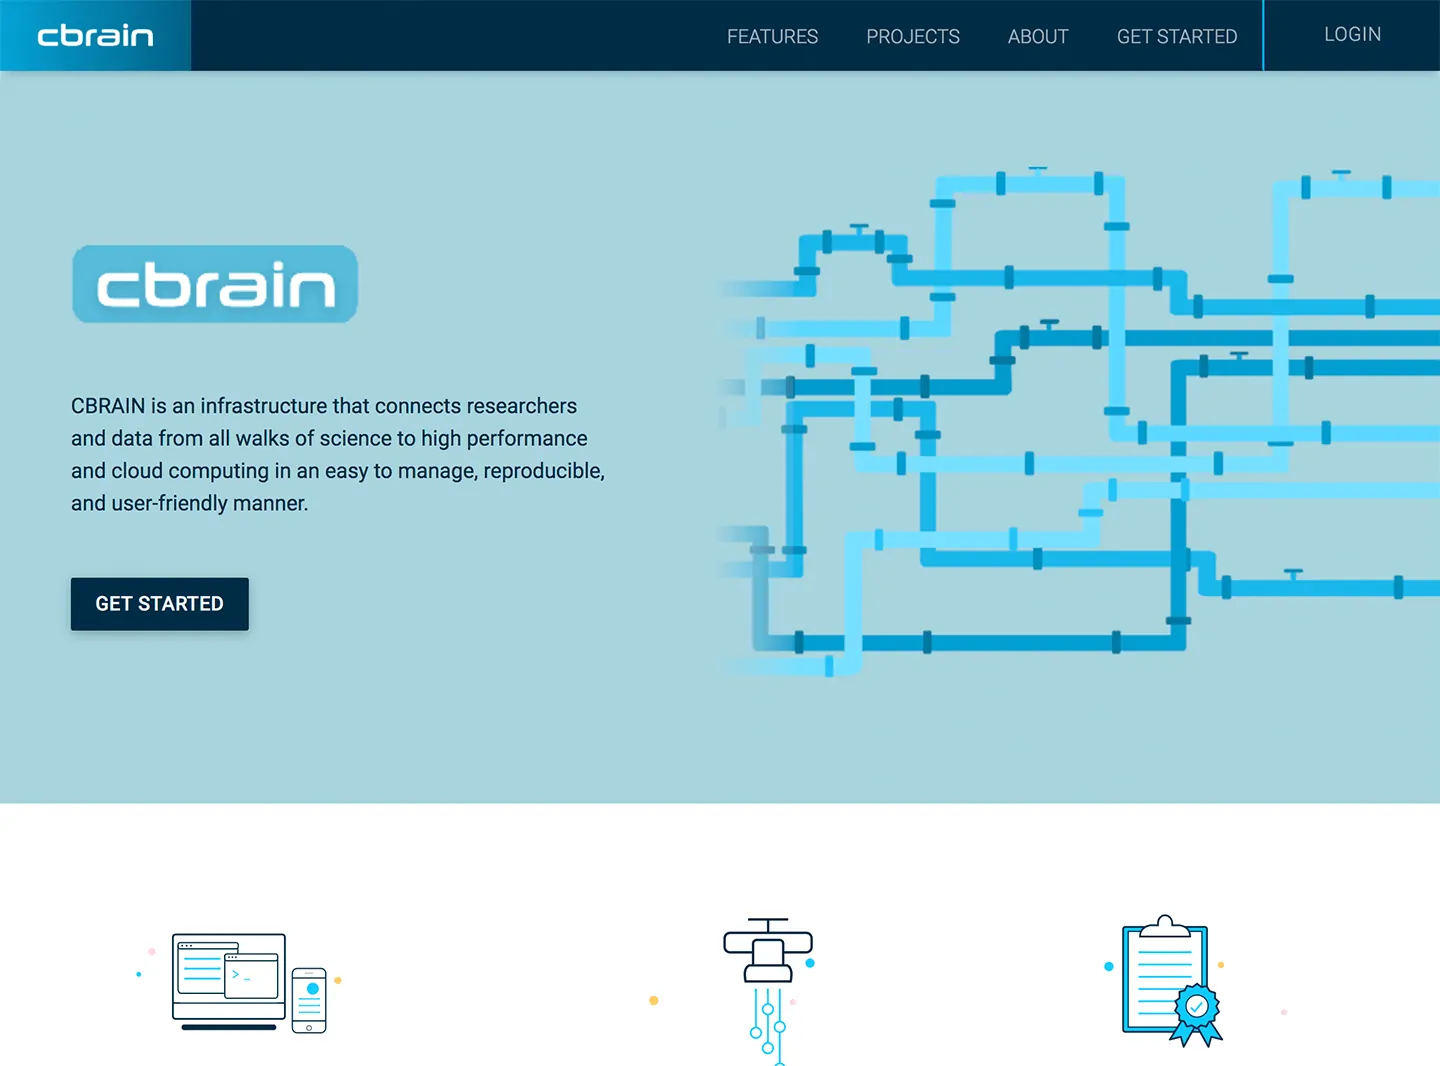 cbrain
FEATURES
PROJECTS
ABOUT
GET STARTED
LOGIN
cbrain
CBRAIN is an infrastructure that connects researchers
and data from all walks of science to high performance
and cloud computing in an easy to manage, reproducible,
and user-friendly manner.
GET STARTED